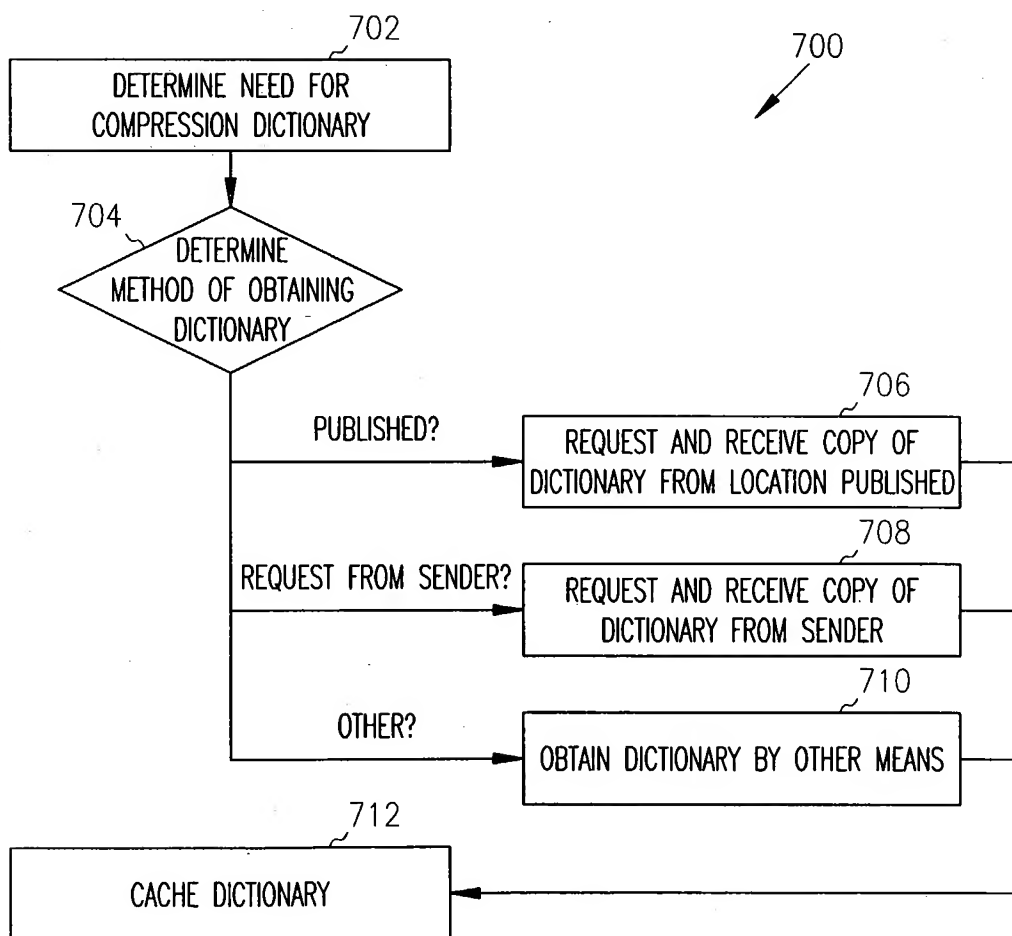 702
700
DETERMINE NEED FOR
COMPRESSION DICTIONARY
704
DETERMINE
METHOD OF OBTAINING
DICTIONARY
706
PUBLISHED?
REQUEST AND RECEIVE COPY OF
DICTIONARY FROM LOCATION PUBLISHED
708
REQUEST FROM SENDER?
REQUEST AND RECEIVE COPY OF
DICTIONARY FROM SENDER
710
OTHER?
OBTAIN DICTIONARY BY OTHER MEANS
712
CACHE DICTIONARY